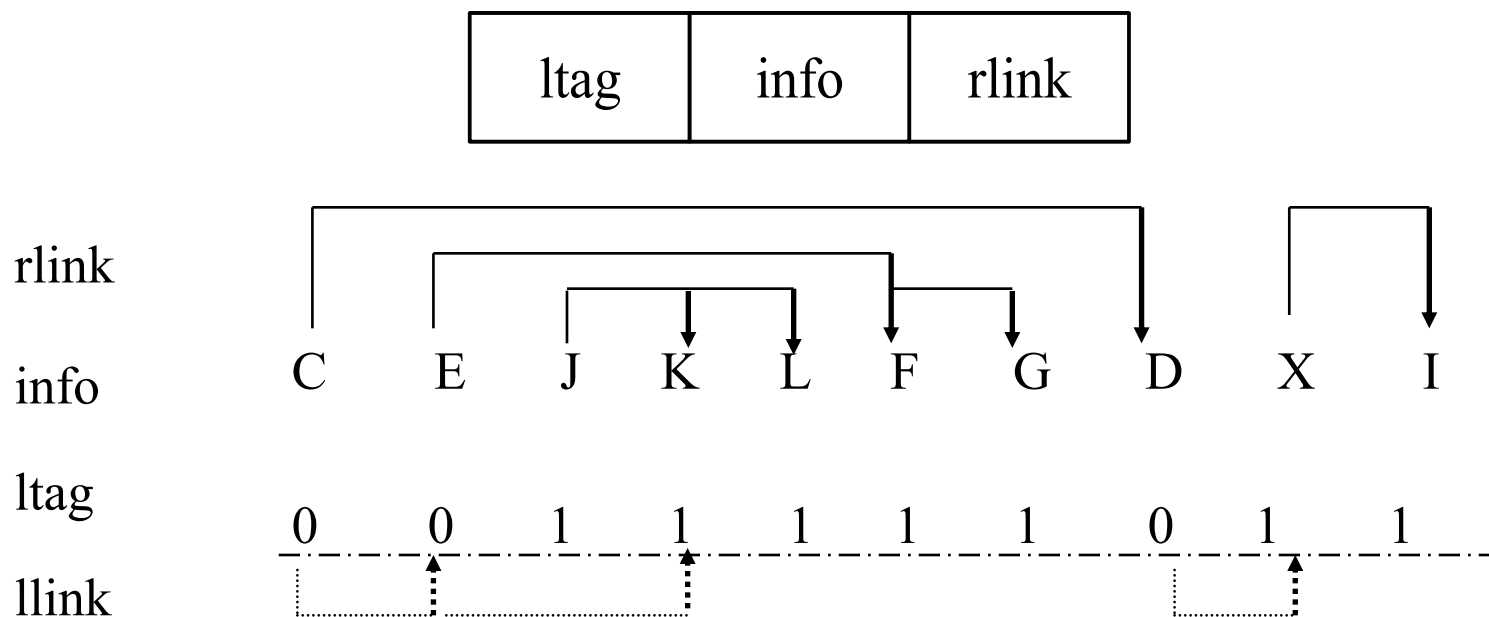 ltag info rlink
rlink
info C E J K L F G D X I
ltag 0 0 1 1 1 1 1 0 1 1
llink